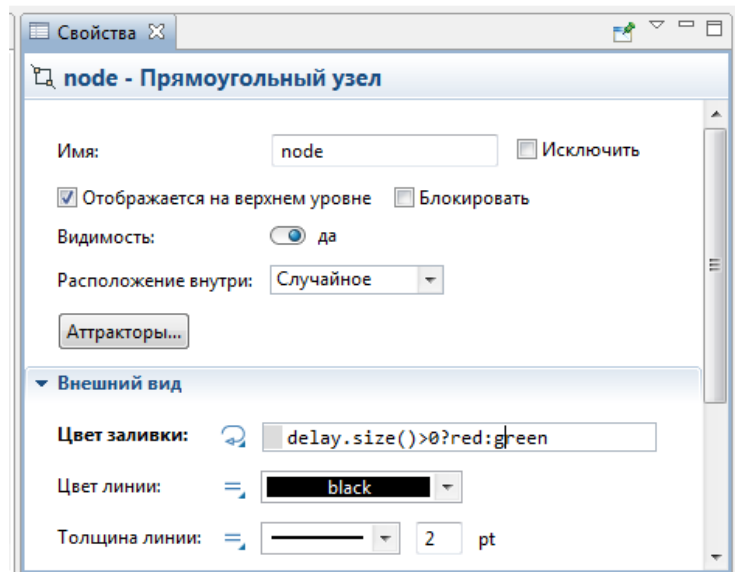 Свойства
node - Прямоугольный узел
Имя: node Исключить
Отображается на верхнем уровне Блокировать
Видимость: да
Расположение внутри: Случайное
Аттракторы...
Внешний вид
Цвет заливки: delay.size()>0?red:green
Цвет линии: black
Толщина линии: 2 pt